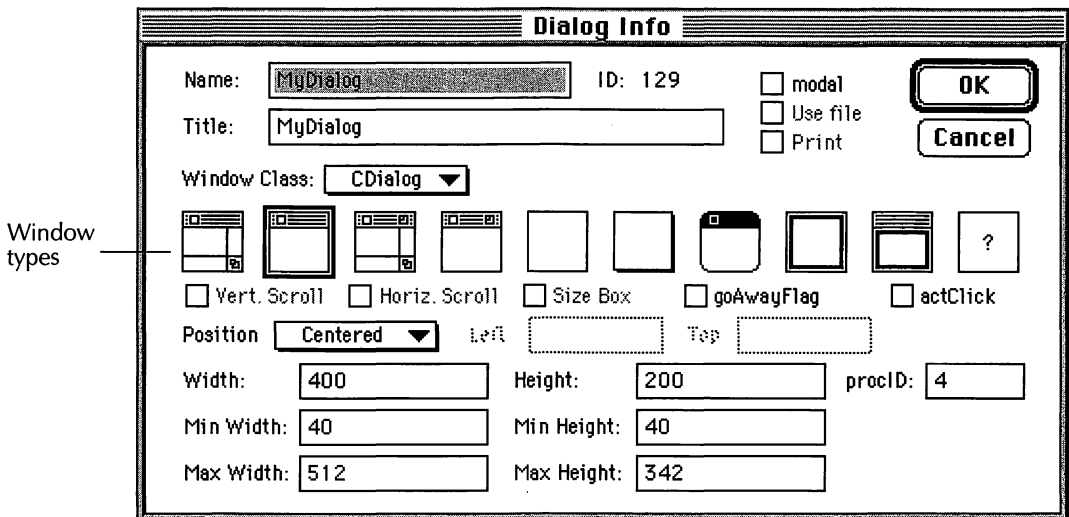 Dialog Info
Name: MyDialog ID: 129
modal
OK
Use file
Title: MyDialog
Print
Cancel
Window Class: CDialog
Window
types
?
Vert. Scroll Horiz. Scroll Size Box goAwayFlag actClick
Position Centered Left Top
Width: 400 Height: 200 procID: 4
Min Width: 40 Min Height: 40
Max Width: 512 Max Height: 342